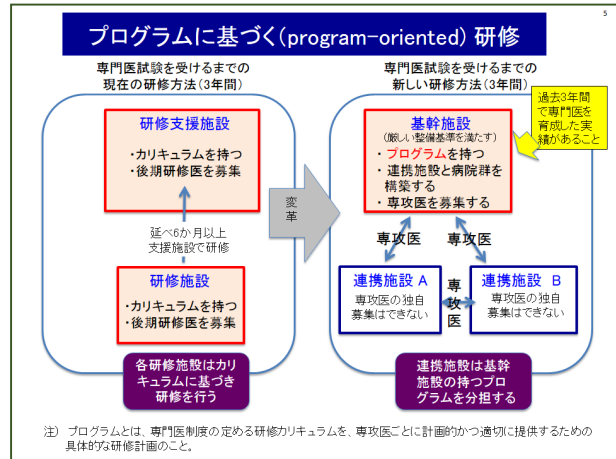 5
プログラムに基づく(program-oriented) 研修
専門医試験を受けるまでの
現在の研修方法(3年間)
研修支援施設
・カリキュラムを持つ
・後期研修医を募集
延べ6か月以上
支援施設で研修
研修施設
・カリキュラムを持つ
・後期研修医を募集
各研修施設はカリ
キュラムに基づき
研修を行う
変
革
専門医試験を受けるまでの
新しい研修方法(3年間)
基幹施設
(厳しい整備基準を満たす)
・プログラムを持つ
・連携施設と病院群を
構築する
・専攻医を募集する
過去3年間
で専門医を
育成した実
績があること
専攻医
専攻医
連携施設 A
専攻医の独自
募集はできない
専
攻
医
連携施設 B
専攻医の独自
募集はできない
連携施設は基幹
施設の持つプロ
グラムを分担する
注) プログラムとは、専門医制度の定める研修カリキュラムを、専攻医ごとに計画的かつ適切に提供するための
具体的な研修計画のこと。